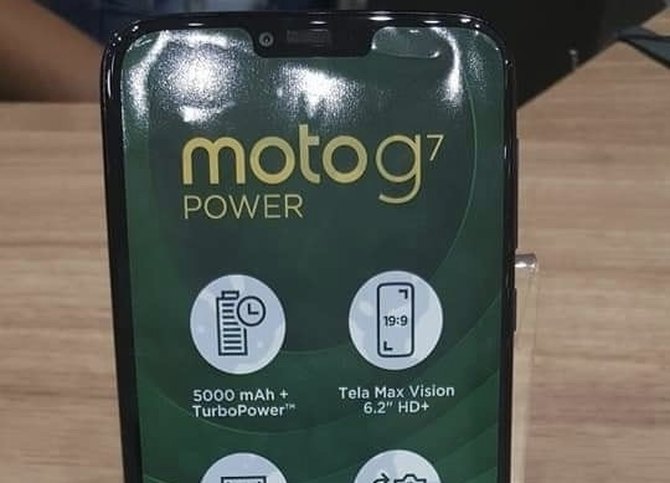 moto g7
POWER
19:9
5000 mAh +
TurboPower™
Tela Max Vision
6.2" HD+